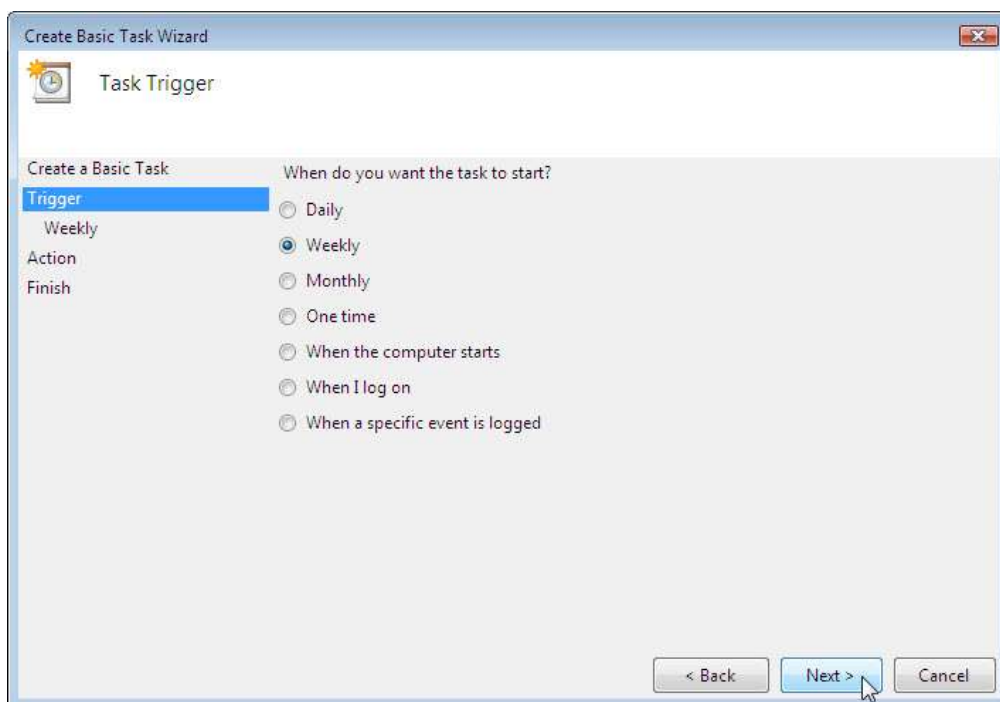 Create Basic Task Wizard
Task Trigger
Create a Basic Task
Trigger
Weekly
Action
Finish
When do you want the task to start?
Daily
Weekly
Monthly
One time
When the computer starts
When I log on
When a specific event is logged
< Back
Next >
Cancel